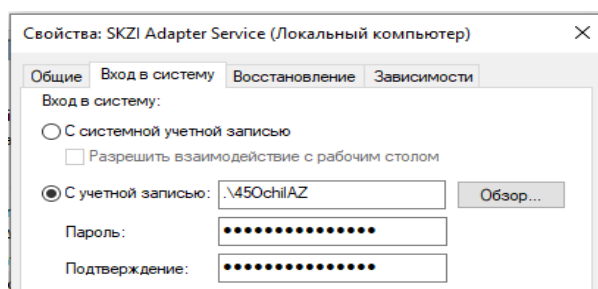 Свойства: SKZI Adapter Service (Локальный компьютер)
Общие Вход в систему Восстановление Зависимости
Вход в систему:
С системной учетной записью
Разрешить взаимодействие с рабочим столом
С учетной записью: .\45OchilAZ Обзор...
Пароль: ●●●●●●●●●●●●●●●
Подтверждение: ●●●●●●●●●●●●●●●